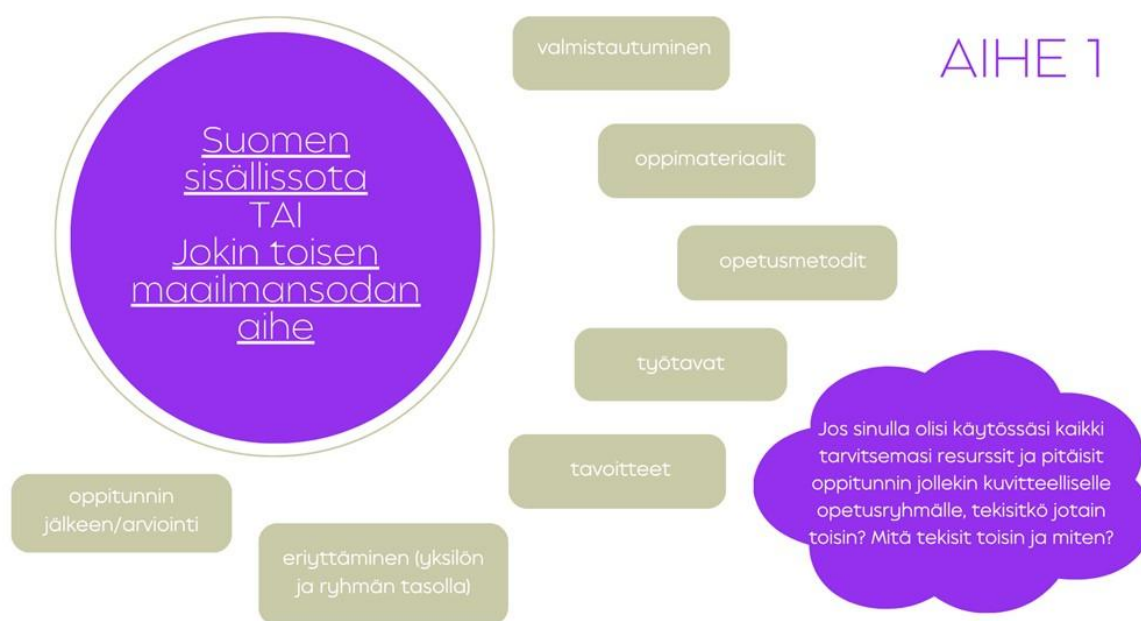 AIHE 1
Suomen
sisällissota
TAI
Jokin toisen
maailmansodan
aihe
valmistautuminen
oppimateriaalit
opetusmetodit
työtavat
tavoitteet
eriyttäminen (yksilön
ja ryhmän tasolla)
oppitunnin
jälkeen/arviointi
Jos sinulla olisi käytössäsi kaikki
tarvitsemasi resurssit ja pitäisit
oppitunnin jollekin kuvitteelliselle
opetusryhmälle, tekisitkö jotain
toisin? Mitä tekisit toisin ja miten?